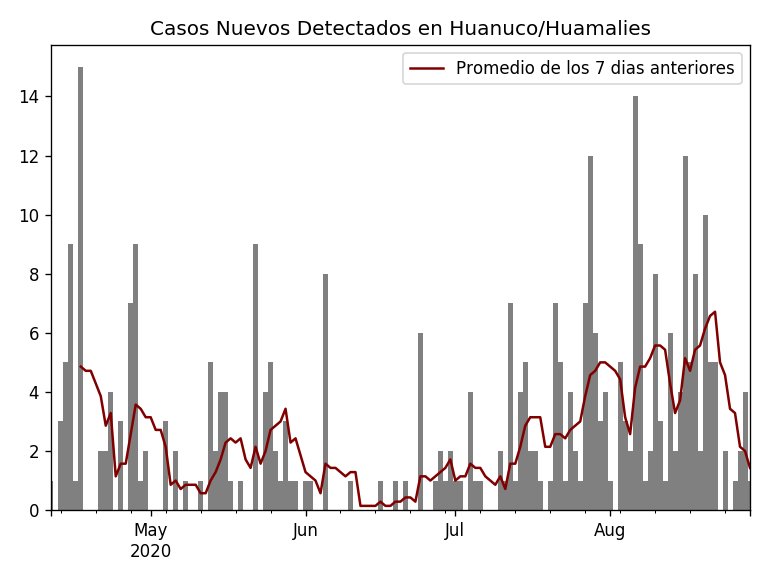 Casos Nuevos Detectados en Huanuco/Huamalies
Promedio de los 7 dias anteriores
14
12
10
8
6
4
2
0
May
2020
Jun
Jul
Aug